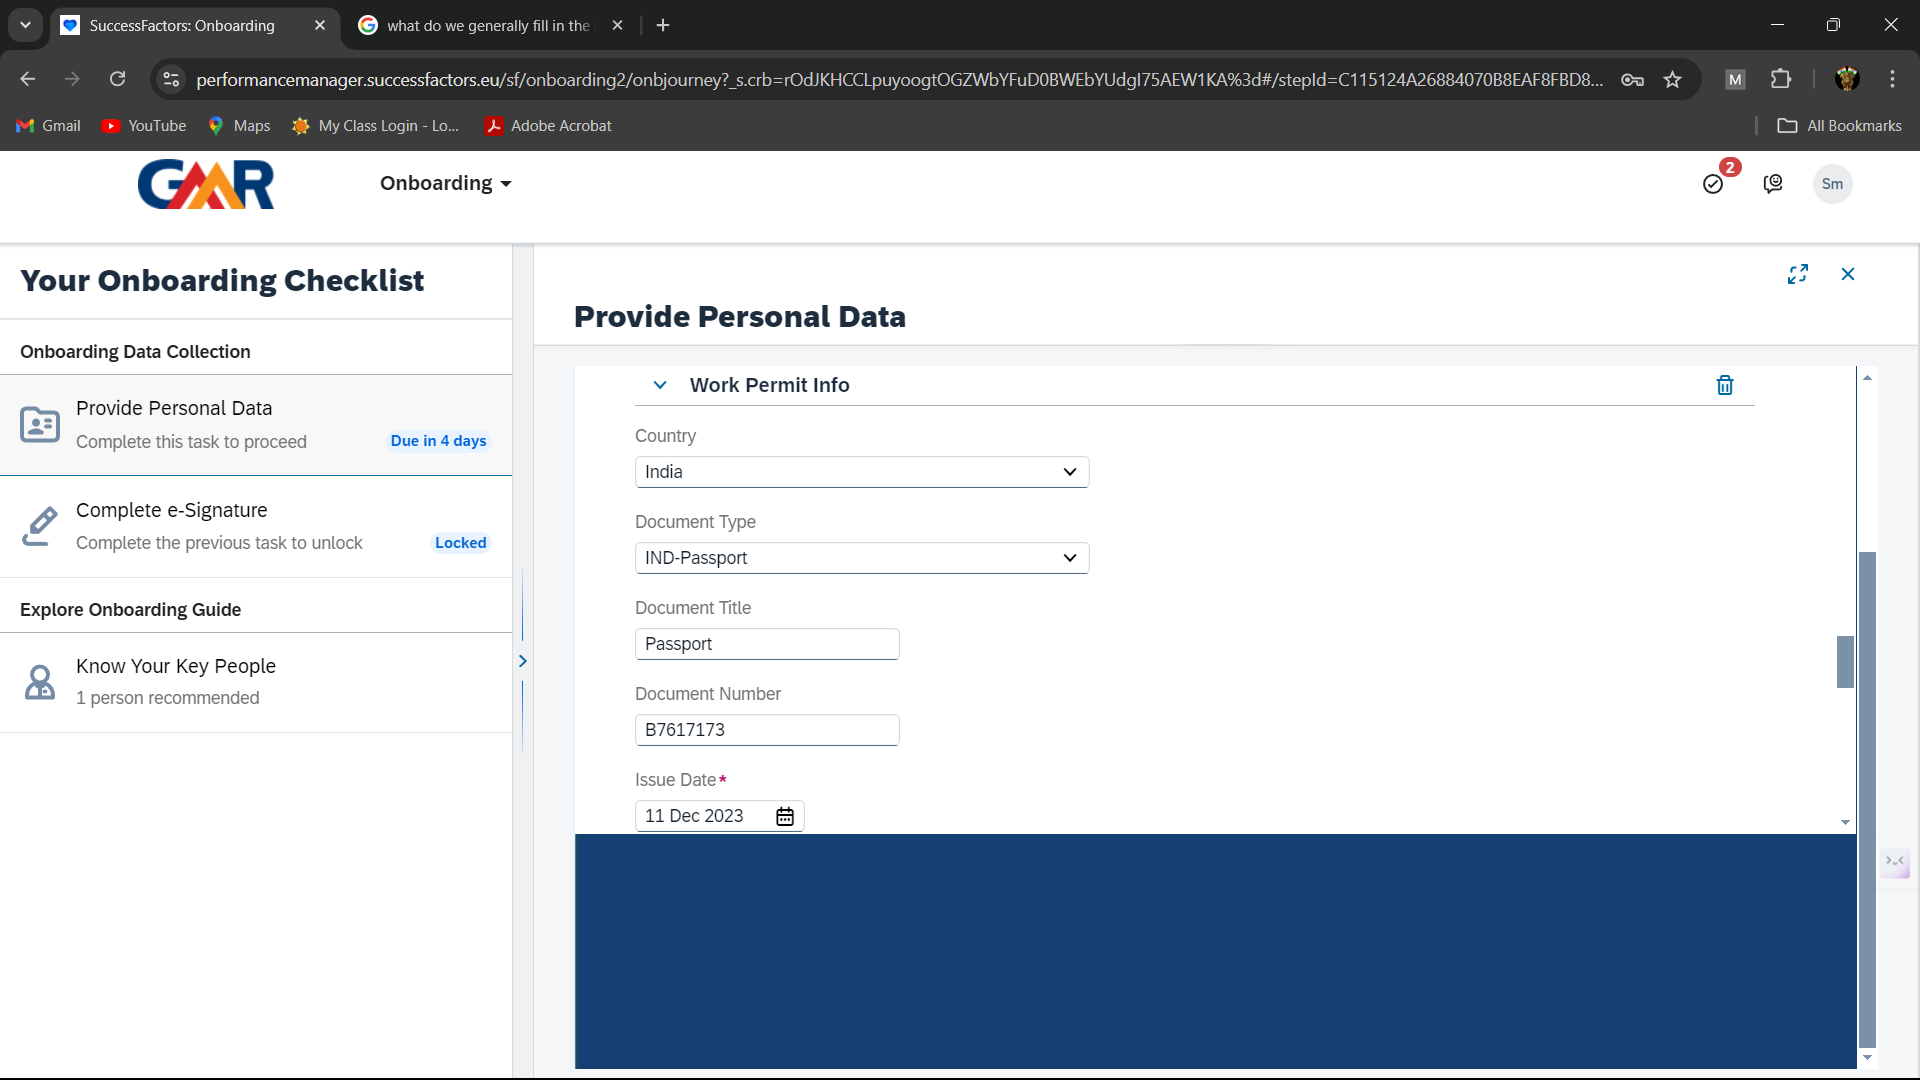 SuccessFactors: Onboarding
what do we generally fill in the
performancemanager.successfactors.eu/sf/onboarding2/onbjourney?_s.crb=rOdJKHCCLpuyoogtOGZWbYFuD0BWEbYUdgI75AEW1KA%3d#/stepId=C115124A26884070B8EAF8FBD8...
M
Gmail
YouTube
Maps
My Class Login - Lo...
Adobe Acrobat
All Bookmarks
GMR
Onboarding
2
Sm
Your Onboarding Checklist
Onboarding Data Collection
Provide Personal Data
Complete this task to proceed
Due in 4 days
Complete e-Signature
Complete the previous task to unlock
Locked
Explore Onboarding Guide
Know Your Key People
1 person recommended
Provide Personal Data
Work Permit Info
Country
India
Document Type
IND-Passport
Document Title
Passport
Document Number
B7617173
Issue Date*
11 Dec 2023